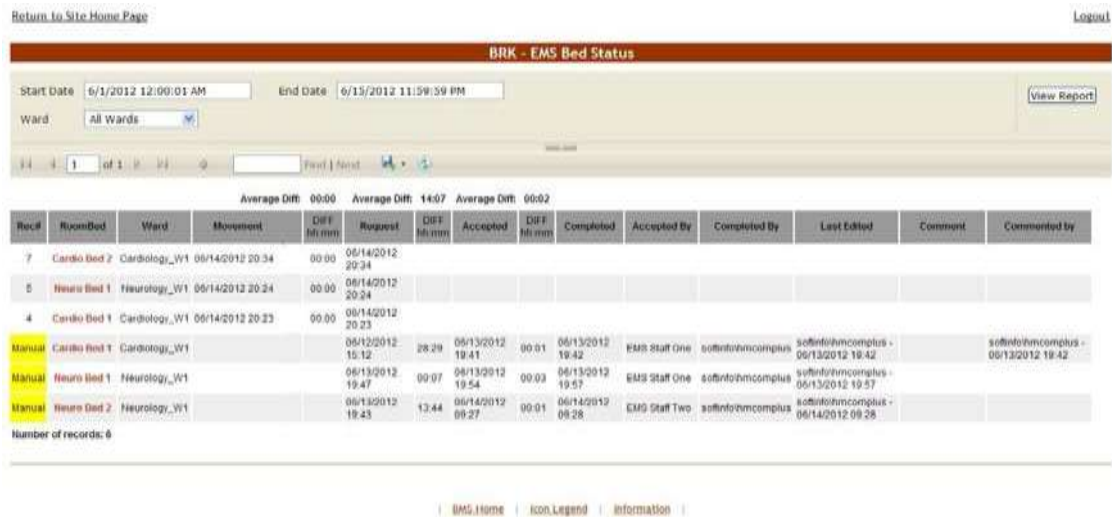 Return to Site Home Page Logout
BRK - EMS Bed Status
Start Date 6/1/2012 12:00:01 AM End Date 6/15/2012 11:59:59 PM View Report
Ward All Wards
1 of 1 Find | Next
Average Diff: 00:00 Average Diff: 14:07 Average Diff: 00:02
Rec# RoomBed Ward Movement DIFF hh:mm Request DIFF hh:mm Accepted DIFF hh:mm Completed Accepted By Completed By Last Edited Comment Commented by
7 Cardio Bed 2 Cardiology_W1 06/14/2012 20:34 00:00 06/14/2012 20:34
5 Neuro Bed 1 Neurology_W1 06/14/2012 20:24 00:00 06/14/2012 20:24
4 Cardio Bed 1 Cardiology_W1 06/14/2012 20:23 00:00 06/14/2012 20:23
Manual Cardio Bed 1 Cardiology_W1 06/12/2012 15:12 28:29 06/13/2012 19:41 00:01 06/13/2012 19:42 EMS Staff One softinfo\hmcomplus softinfo\hmcomplus - 06/13/2012 19:42 softinfo\hmcomplus - 06/13/2012 19:42
Manual Neuro Bed 1 Neurology_W1 06/13/2012 19:47 00:07 06/13/2012 19:54 00:03 06/13/2012 19:57 EMS Staff One softinfo\hmcomplus softinfo\hmcomplus - 06/13/2012 19:57
Manual Neuro Bed 2 Neurology_W1 06/13/2012 19:43 13:44 06/14/2012 09:27 00:01 06/14/2012 09:28 EMS Staff Two softinfo\hmcomplus softinfo\hmcomplus - 06/14/2012 09:28
Number of records: 6
| BMS Home | Icon Legend | Information |